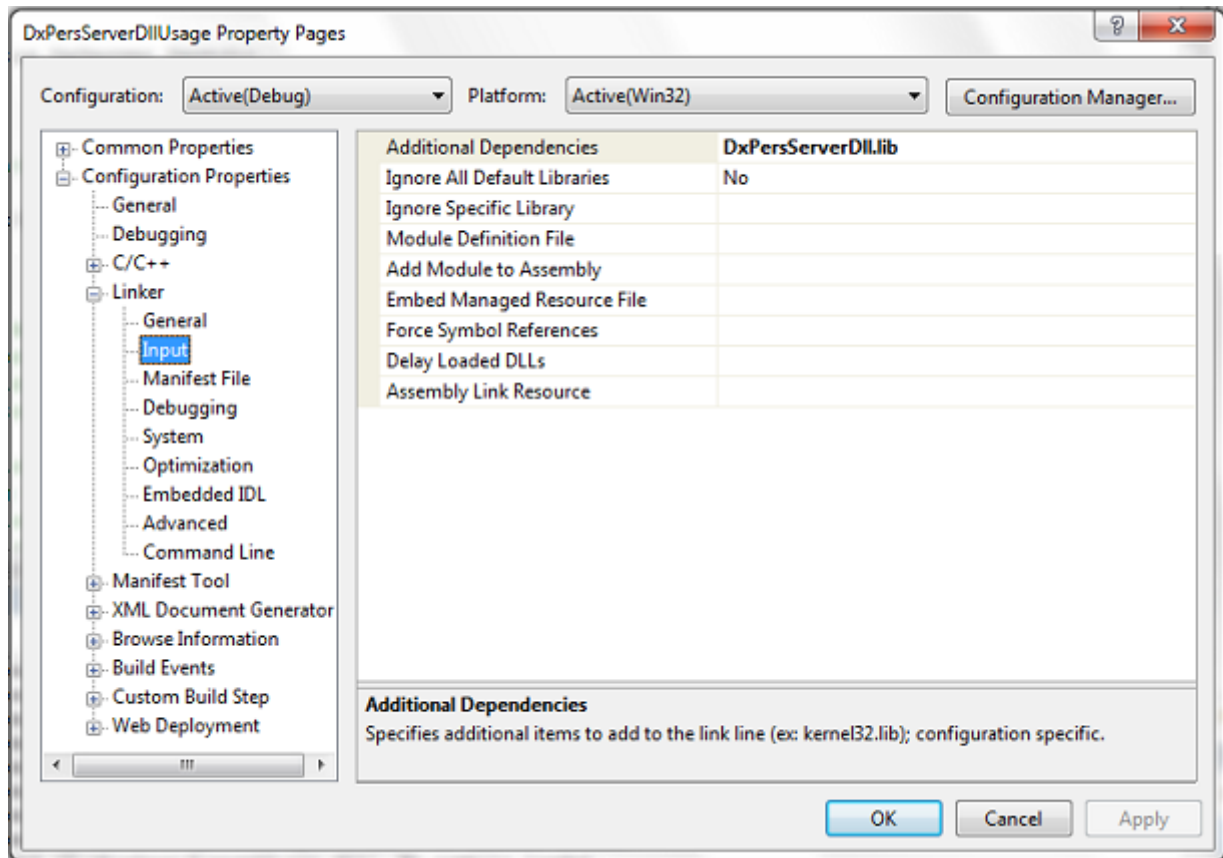 DxPersServerDllUsage Property Pages
Configuration: Active(Debug) Platform: Active(Win32) Configuration Manager...
Common Properties
Configuration Properties
General
Debugging
C/C++
Linker
General
Input
Manifest File
Debugging
System
Optimization
Embedded IDL
Advanced
Command Line
Manifest Tool
XML Document Generator
Browse Information
Build Events
Custom Build Step
Web Deployment
Additional Dependencies DxPersServerDll.lib
Ignore All Default Libraries No
Ignore Specific Library
Module Definition File
Add Module to Assembly
Embed Managed Resource File
Force Symbol References
Delay Loaded DLLs
Assembly Link Resource
Additional Dependencies
Specifies additional items to add to the link line (ex: kernel32.lib); configuration specific.
OK Cancel Apply